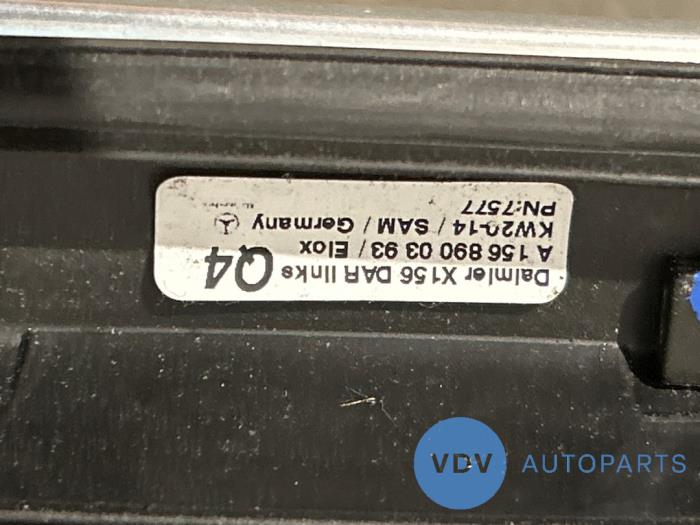 Daimler X156 DAR links
A 156 890 03 93 / Elox
Q4
KW20-14 / SAM / Germany
PN:7577
VDV AUTOPARTS